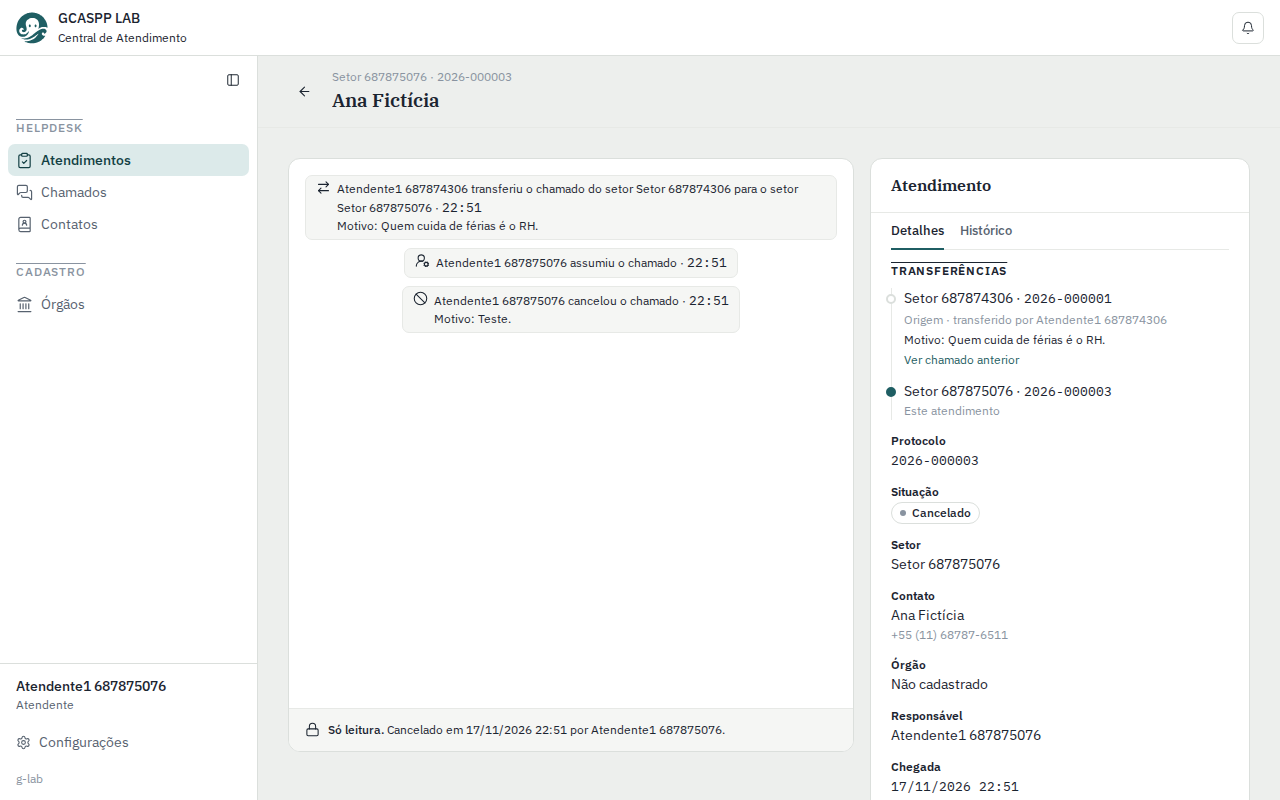 GCASPP LAB
Central de Atendimento
HELPDESK
Atendimentos
Chamados
Contatos
CADASTRO
Órgãos
Atendente1 687875076
Atendente
Configurações
g-lab
Setor 687875076 · 2026-000003
Ana Fictícia
Atendente1 687874306 transferiu o chamado do setor Setor 687874306 para o setor
Setor 687875076 · 22:51
Motivo: Quem cuida de férias é o RH.
Atendente1 687875076 assumiu o chamado · 22:51
Atendente1 687875076 cancelou o chamado · 22:51
Motivo: Teste.
Só leitura. Cancelado em 17/11/2026 22:51 por Atendente1 687875076.
Atendimento
Detalhes Histórico
TRANSFERÊNCIAS
Setor 687874306 · 2026-000001
Origem · transferido por Atendente1 687874306
Motivo: Quem cuida de férias é o RH.
Ver chamado anterior
Setor 687875076 · 2026-000003
Este atendimento
Protocolo
2026-000003
Situação
Cancelado
Setor
Setor 687875076
Contato
Ana Fictícia
+55 (11) 68787-6511
Órgão
Não cadastrado
Responsável
Atendente1 687875076
Chegada
17/11/2026 22:51